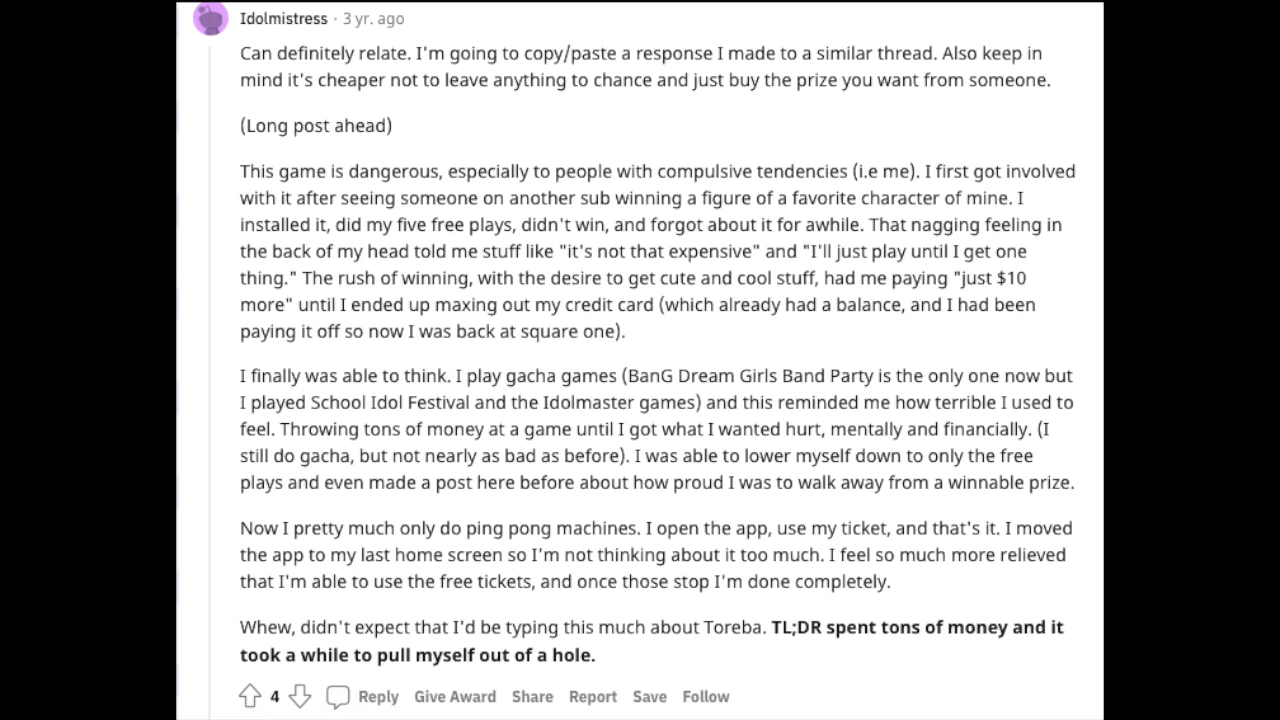 Idolmistress · 3 yr. ago
Can definitely relate. I'm going to copy/paste a response I made to a similar thread. Also keep in
mind it's cheaper not to leave anything to chance and just buy the prize you want from someone.
(Long post ahead)
This game is dangerous, especially to people with compulsive tendencies (i.e me). I first got involved
with it after seeing someone on another sub winning a figure of a favorite character of mine. I
installed it, did my five free plays, didn't win, and forgot about it for awhile. That nagging feeling in
the back of my head told me stuff like "it's not that expensive" and "I'll just play until I get one
thing." The rush of winning, with the desire to get cute and cool stuff, had me paying "just $10
more" until I ended up maxing out my credit card (which already had a balance, and I had been
paying it off so now I was back at square one).
I finally was able to think. I play gacha games (BanG Dream Girls Band Party is the only one now but
I played School Idol Festival and the Idolmaster games) and this reminded me how terrible I used to
feel. Throwing tons of money at a game until I got what I wanted hurt, mentally and financially. (I
still do gacha, but not nearly as bad as before). I was able to lower myself down to only the free
plays and even made a post here before about how proud I was to walk away from a winnable prize.
Now I pretty much only do ping pong machines. I open the app, use my ticket, and that's it. I moved
the app to my last home screen so I'm not thinking about it too much. I feel so much more relieved
that I'm able to use the free tickets, and once those stop I'm done completely.
Whew, didn't expect that I'd be typing this much about Toreba. TL;DR spent tons of money and it
took a while to pull myself out of a hole.
4 Reply Give Award Share Report Save Follow